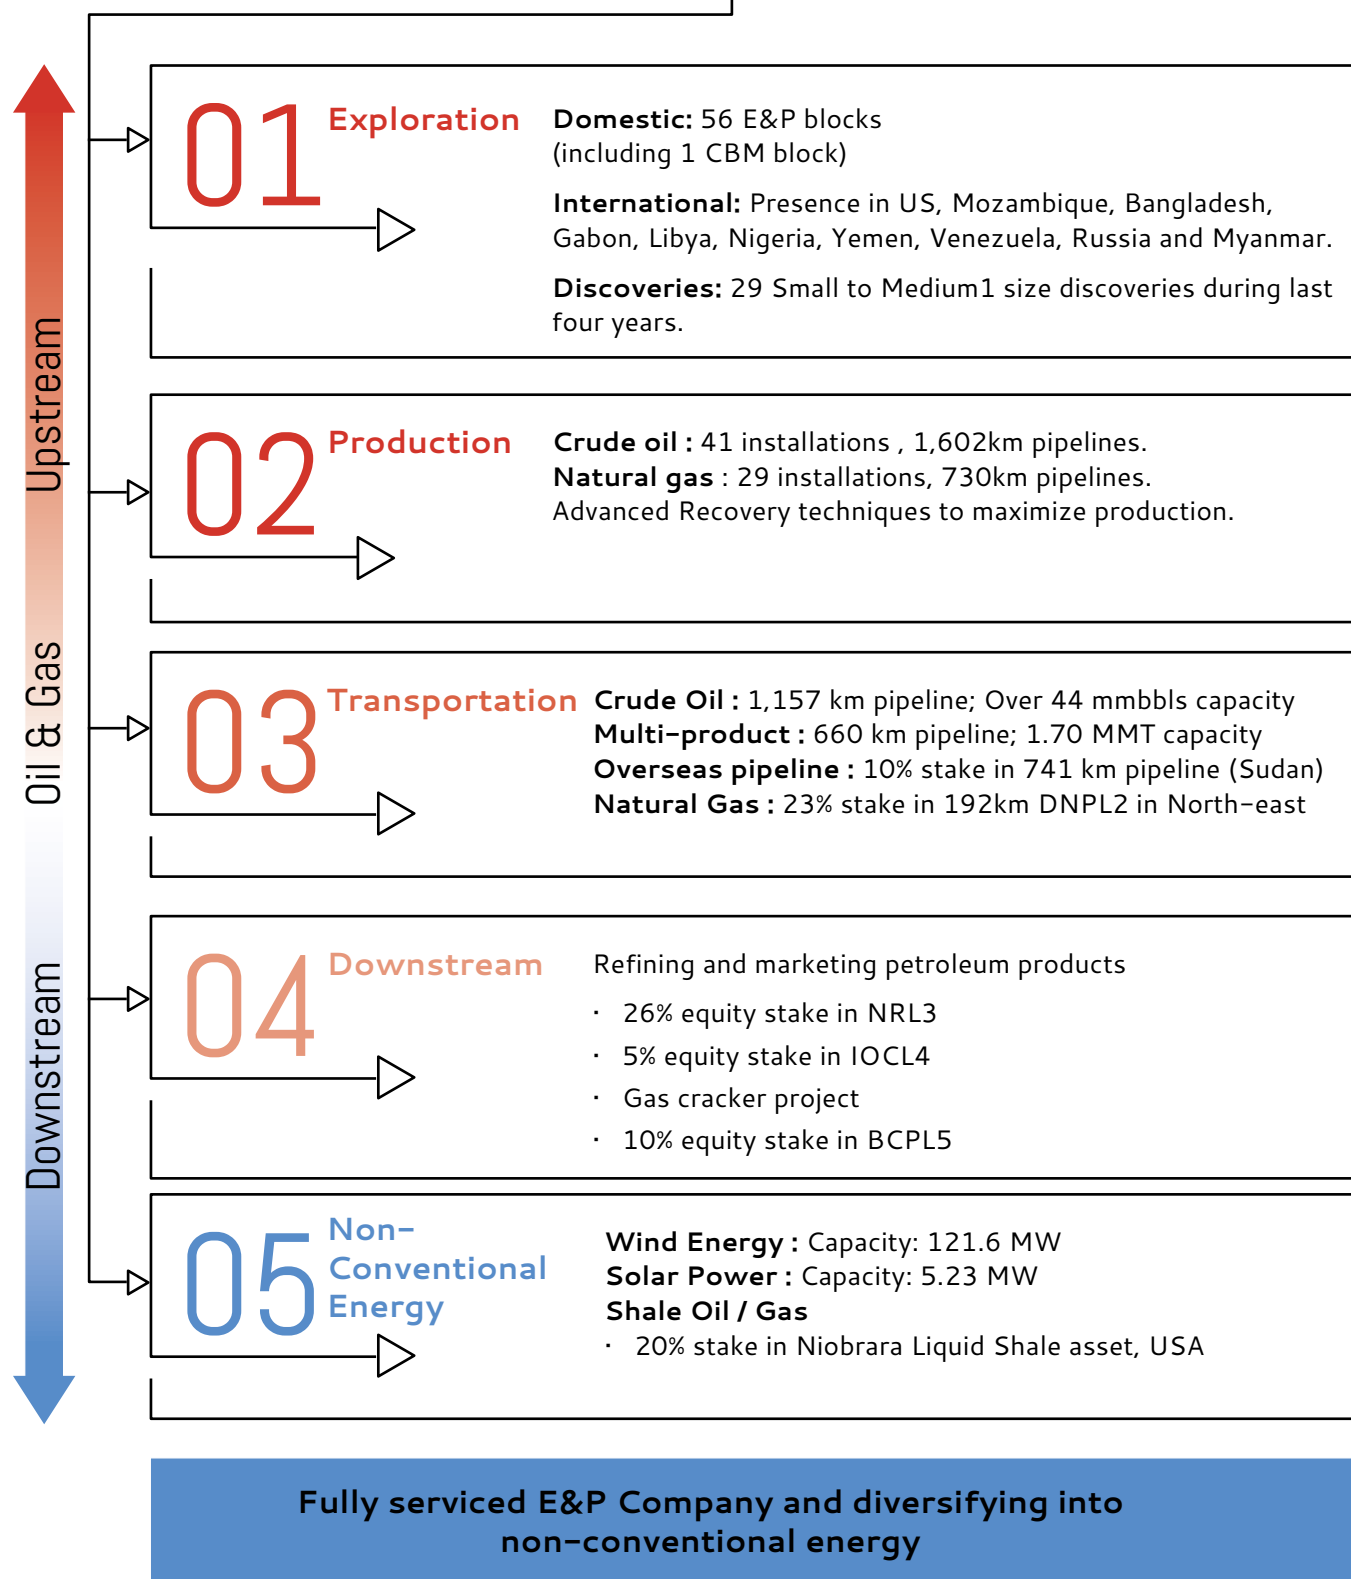 Upstream
Oil & Gas
Downstream
01
Exploration
Domestic: 56 E&P blocks
(including 1 CBM block)
International: Presence in US, Mozambique, Bangladesh,
Gabon, Libya, Nigeria, Yemen, Venezuela, Russia and Myanmar.
Discoveries: 29 Small to Medium1 size discoveries during last
four years.
02
Production
Crude oil : 41 installations , 1,602km pipelines.
Natural gas : 29 installations, 730km pipelines.
Advanced Recovery techniques to maximize production.
03
Transportation
Crude Oil : 1,157 km pipeline; Over 44 mmbbls capacity
Multi-product : 660 km pipeline; 1.70 MMT capacity
Overseas pipeline : 10% stake in 741 km pipeline (Sudan)
Natural Gas : 23% stake in 192km DNPL2 in North-east
04
Downstream
Refining and marketing petroleum products
· 26% equity stake in NRL3
· 5% equity stake in IOCL4
· Gas cracker project
· 10% equity stake in BCPL5
05
Non-
Conventional
Energy
Wind Energy : Capacity: 121.6 MW
Solar Power : Capacity: 5.23 MW
Shale Oil / Gas
· 20% stake in Niobrara Liquid Shale asset, USA
Fully serviced E&P Company and diversifying into
non-conventional energy